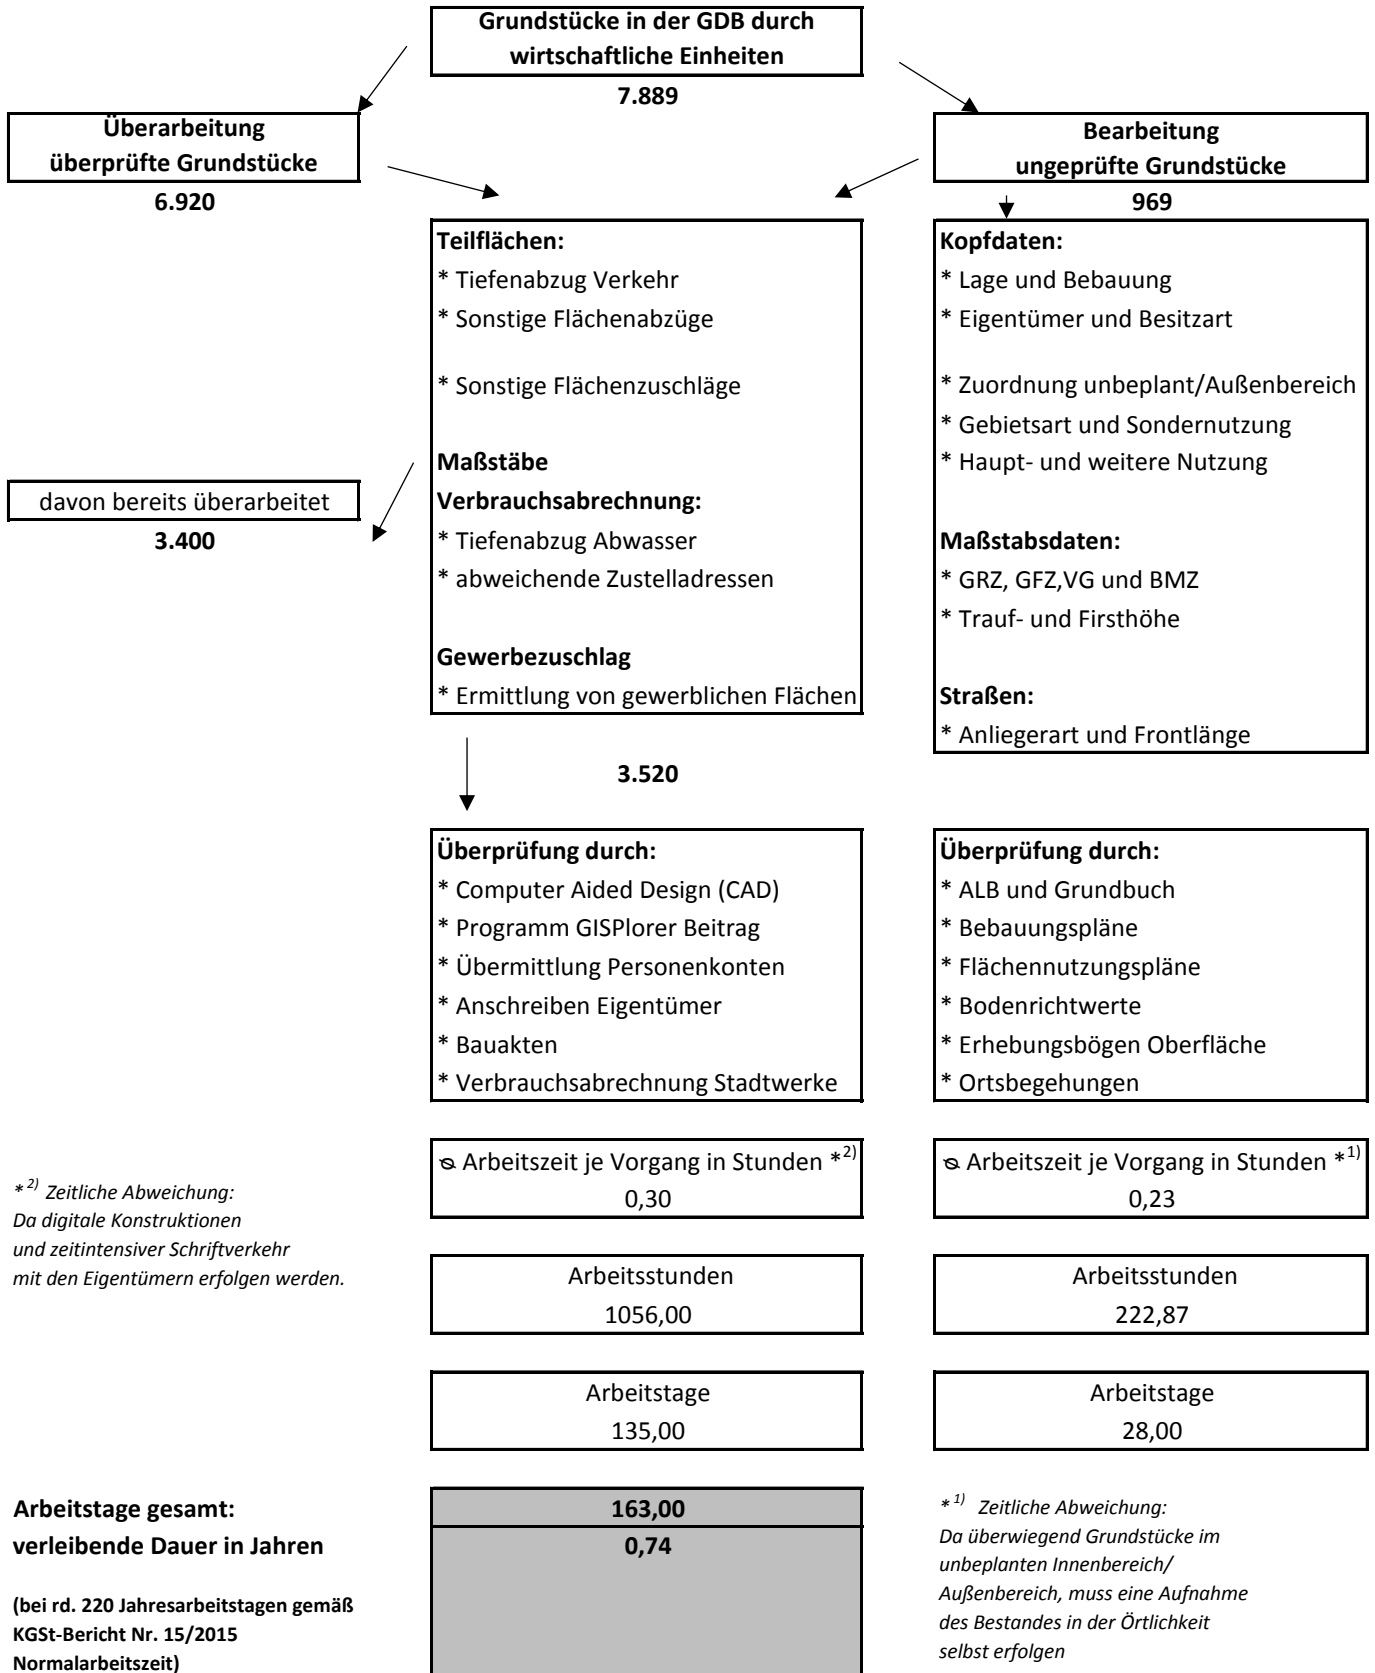 Grundstücke in der GDB durch
wirtschaftliche Einheiten
7.889
Überarbeitung
überprüfte Grundstücke
6.920
Bearbeitung
ungeprüfte Grundstücke
969
Teilflächen:
* Tiefenabzug Verkehr
* Sonstige Flächenabzüge
* Sonstige Flächenzuschläge
Maßstäbe
Verbrauchsabrechnung:
* Tiefenabzug Abwasser
* abweichende Zustelladressen
Gewerbezuschlag
* Ermittlung von gewerblichen Flächen
Kopfdaten:
* Lage und Bebauung
* Eigentümer und Besitzart
* Zuordnung unbeplant/Außenbereich
* Gebietsart und Sondernutzung
* Haupt- und weitere Nutzung
Maßstabsdaten:
* GRZ, GFZ,VG und BMZ
* Trauf- und Firsthöhe
Straßen:
* Anliegerart und Frontlänge
davon bereits überarbeitet
3.400
3.520
Überprüfung durch:
* Computer Aided Design (CAD)
* Programm GISPlorer Beitrag
* Übermittlung Personenkonten
* Anschreiben Eigentümer
* Bauakten
* Verbrauchsabrechnung Stadtwerke
Überprüfung durch:
* ALB und Grundbuch
* Bebauungspläne
* Flächennutzungspläne
* Bodenrichtwerte
* Erhebungsbögen Oberfläche
* Ortsbegehungen
ᴓ Arbeitszeit je Vorgang in Stunden *2)
0,30
ᴓ Arbeitszeit je Vorgang in Stunden *1)
0,23
*2) Zeitliche Abweichung:
Da digitale Konstruktionen
und zeitintensiver Schriftverkehr
mit den Eigentümern erfolgen werden.
Arbeitsstunden
1056,00
Arbeitsstunden
222,87
Arbeitstage
135,00
Arbeitstage
28,00
Arbeitstage gesamt:
163,00
verleibende Dauer in Jahren
0,74
(bei rd. 220 Jahresarbeitstagen gemäß
KGSt-Bericht Nr. 15/2015
Normalarbeitszeit)
*1) Zeitliche Abweichung:
Da überwiegend Grundstücke im
unbeplanten Innenbereich/
Außenbereich, muss eine Aufnahme
des Bestandes in der Örtlichkeit
selbst erfolgen